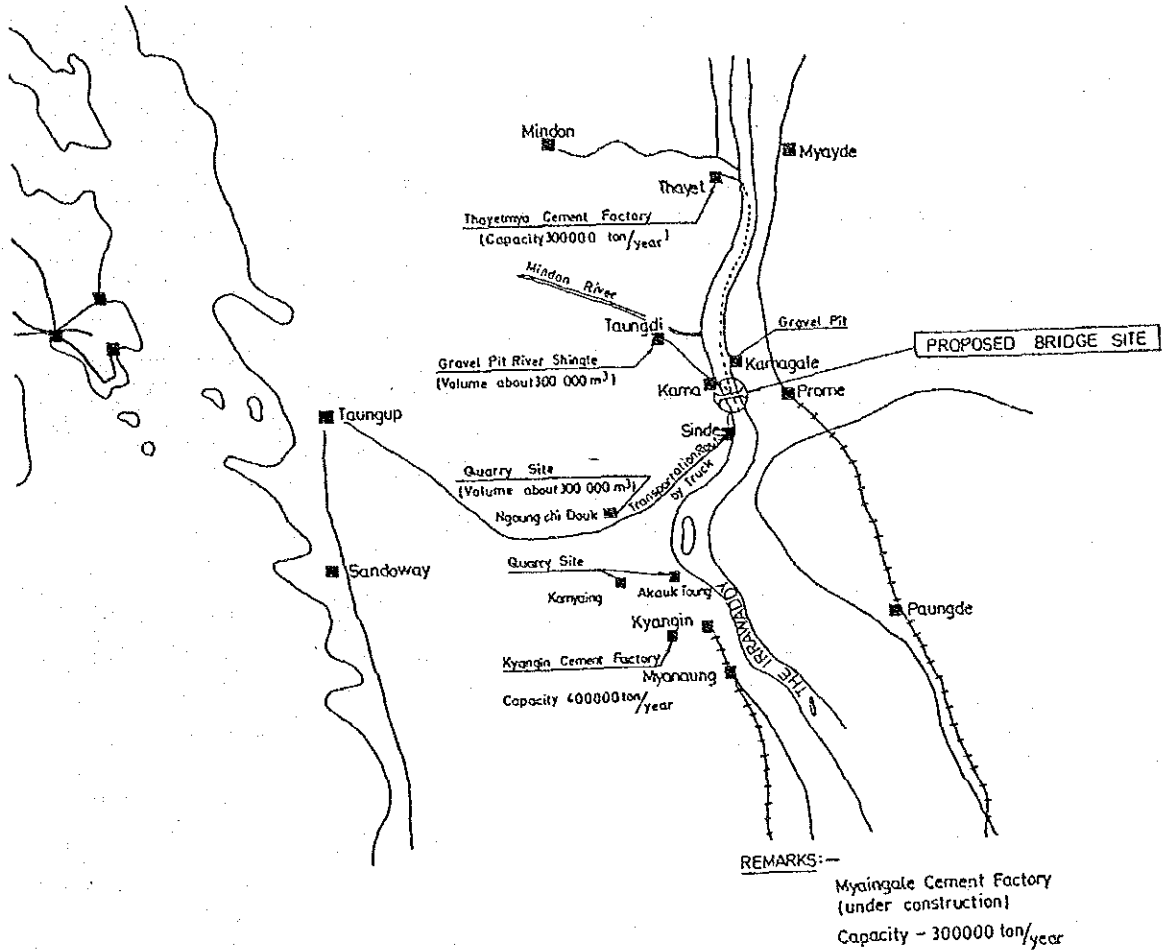 Mindon
Myayde
Thayet
Thayetmyo Cement Factory
(Capacity 300000 ton/year)
Mindon River
Taungdi
Gravel Pit
Gravel Pit River Shingle
(Volume about 300 000 m³)
Kamagale
PROPOSED BRIDGE SITE
Kama
Prome
Taungup
Sinde
Quarry Site
(Volume about 300 000 m³)
Transportation
by Truck
Ngoung chi Douk
Sandoway
Quarry Site
Kamyaing
Akauk Toung
Kyangin
Paungde
THE IRRAWADDY
Kyangin Cement Factory
Myanaung
Capacity 400000 ton/year
REMARKS:-
Myaingale Cement Factory
(under construction)
Capacity - 300000 ton/year